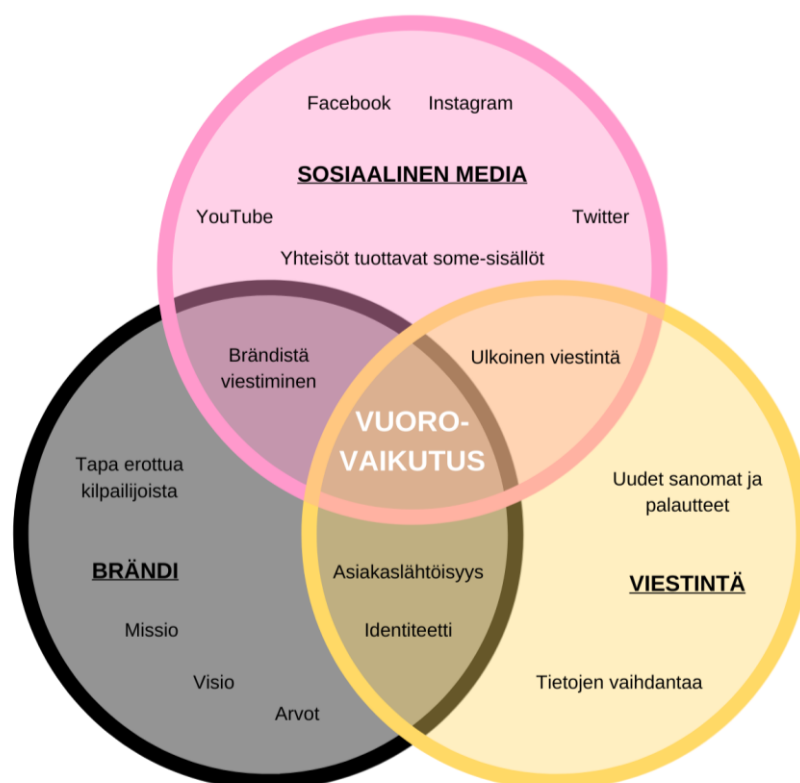 Facebook Instagram
SOSIAALINEN MEDIA
YouTube
Twitter
Yhteisöt tuottavat some-sisällöt
Brändistä
viestiminen
Ulkoinen viestintä
VUORO-
VAIKUTUS
Tapa erottua
kilpailijoista
Uudet sanomat ja
palautteet
BRÄNDI
Asiakaslähtöisyys
VIESTINTÄ
Missio
Identiteetti
Visio
Tietojen vaihdantaa
Arvot